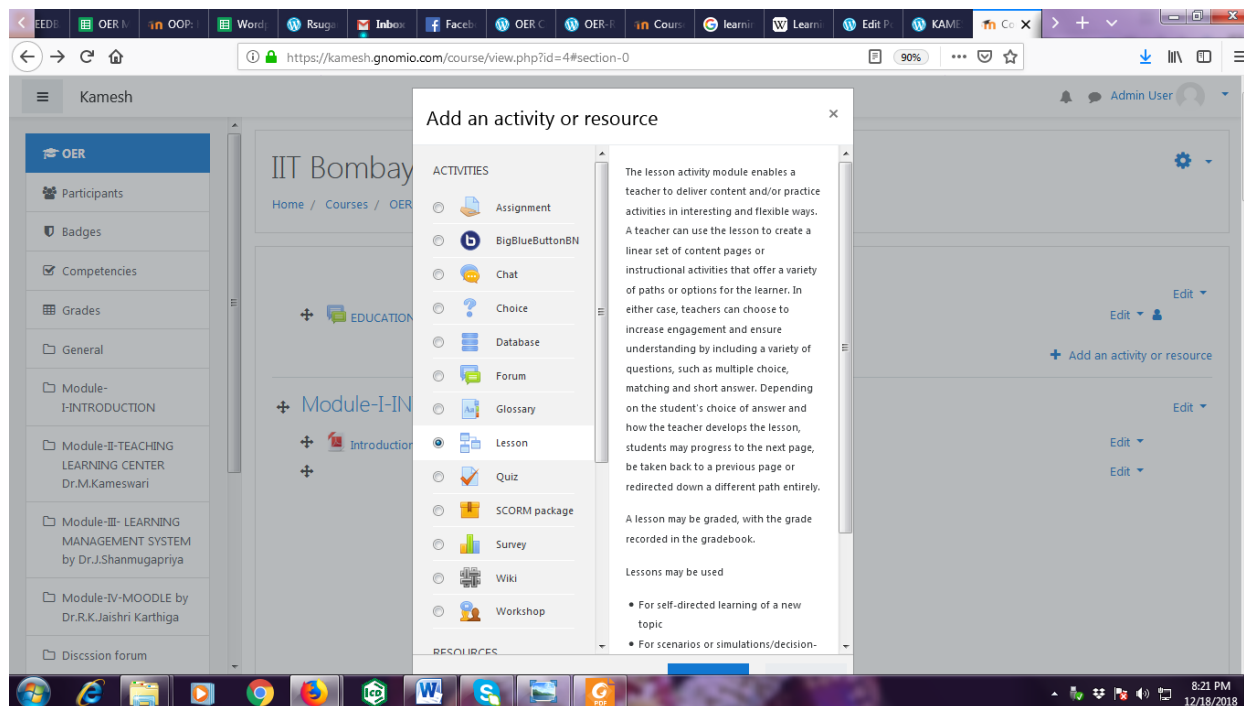 EEDB
OER M
OOP:
Word
Rsuga
Inbox
Faceb
OER C
OER-R
Cours
learnin
Learni
Edit P
KAME
Co
https://kamesh.gnomio.com/course/view.php?id=4#section-0
90%
Kamesh
Admin User
OER
Participants
Badges
Competencies
Grades
General
Module-
I-INTRODUCTION
Module-II-TEACHING
LEARNING CENTER
Dr.M.Kameswari
Module-III- LEARNING
MANAGEMENT SYSTEM
by Dr.J.Shanmugapriya
Module-IV-MOODLE by
Dr.R.K.Jaishri Karthiga
Discssion forum
IIT Bombay
Home / Courses / OER
EDUCATION
Module-I-IN
Introduction
Edit
Edit
Add an activity or resource
Edit
Edit
Edit
Add an activity or resource
ACTIVITIES
Assignment
BigBlueButtonBN
Chat
Choice
Database
Forum
Glossary
Lesson
Quiz
SCORM package
Survey
Wiki
Workshop
RESOURCES
The lesson activity module enables a
teacher to deliver content and/or practice
activities in interesting and flexible ways.
A teacher can use the lesson to create a
linear set of content pages or
instructional activities that offer a variety
of paths or options for the learner. In
either case, teachers can choose to
increase engagement and ensure
understanding by including a variety of
questions, such as multiple choice,
matching and short answer. Depending
on the student's choice of answer and
how the teacher develops the lesson,
students may progress to the next page,
be taken back to a previous page or
redirected down a different path entirely.
A lesson may be graded, with the grade
recorded in the gradebook.
Lessons may be used
• For self-directed learning of a new
topic
• For scenarios or simulations/decision-
8:21 PM
12/18/2018